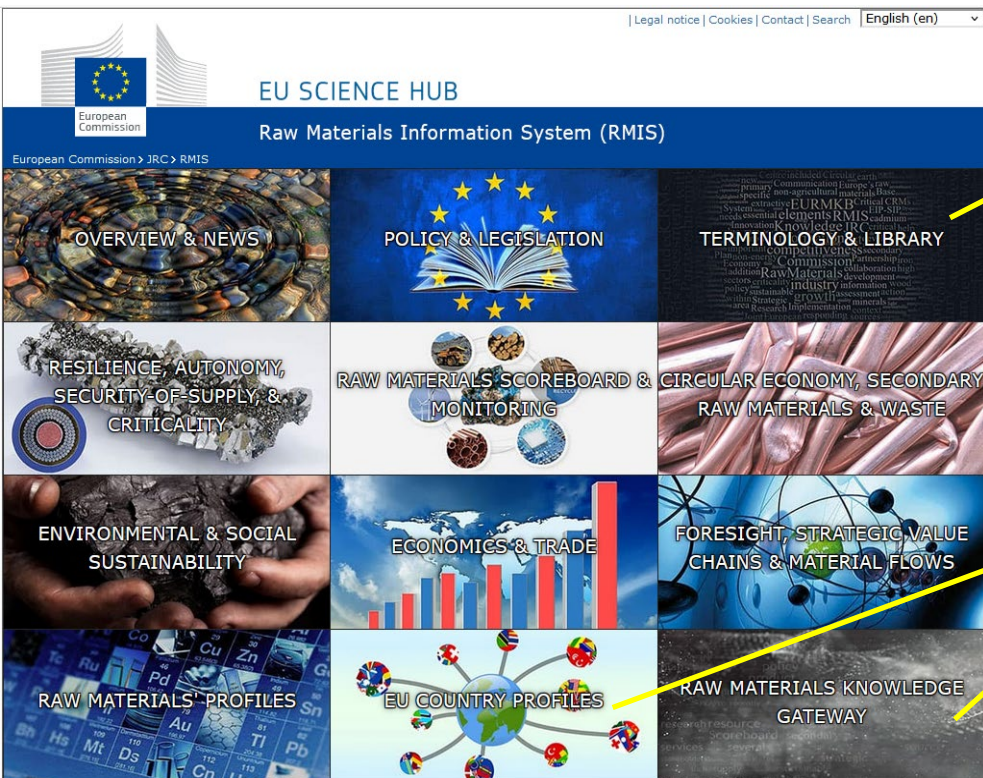 | Legal notice | Cookies | Contact | Search English (en)
European
Commission
EU SCIENCE HUB
Raw Materials Information System (RMIS)
European Commission > JRC > RMIS
OVERVIEW & NEWS
POLICY & LEGISLATION
TERMINOLOGY & LIBRARY
RESILIENCE, AUTONOMY,
SECURITY-OF-SUPPLY, &
CRITICALITY
RAW MATERIALS SCOREBOARD &
MONITORING
CIRCULAR ECONOMY, SECONDARY
RAW MATERIALS & WASTE
ENVIRONMENTAL & SOCIAL
SUSTAINABILITY
ECONOMICS & TRADE
FORESIGHT, STRATEGIC VALUE
CHAINS & MATERIAL FLOWS
RAW MATERIALS' PROFILES
EU COUNTRY PROFILES
RAW MATERIALS KNOWLEDGE
GATEWAY